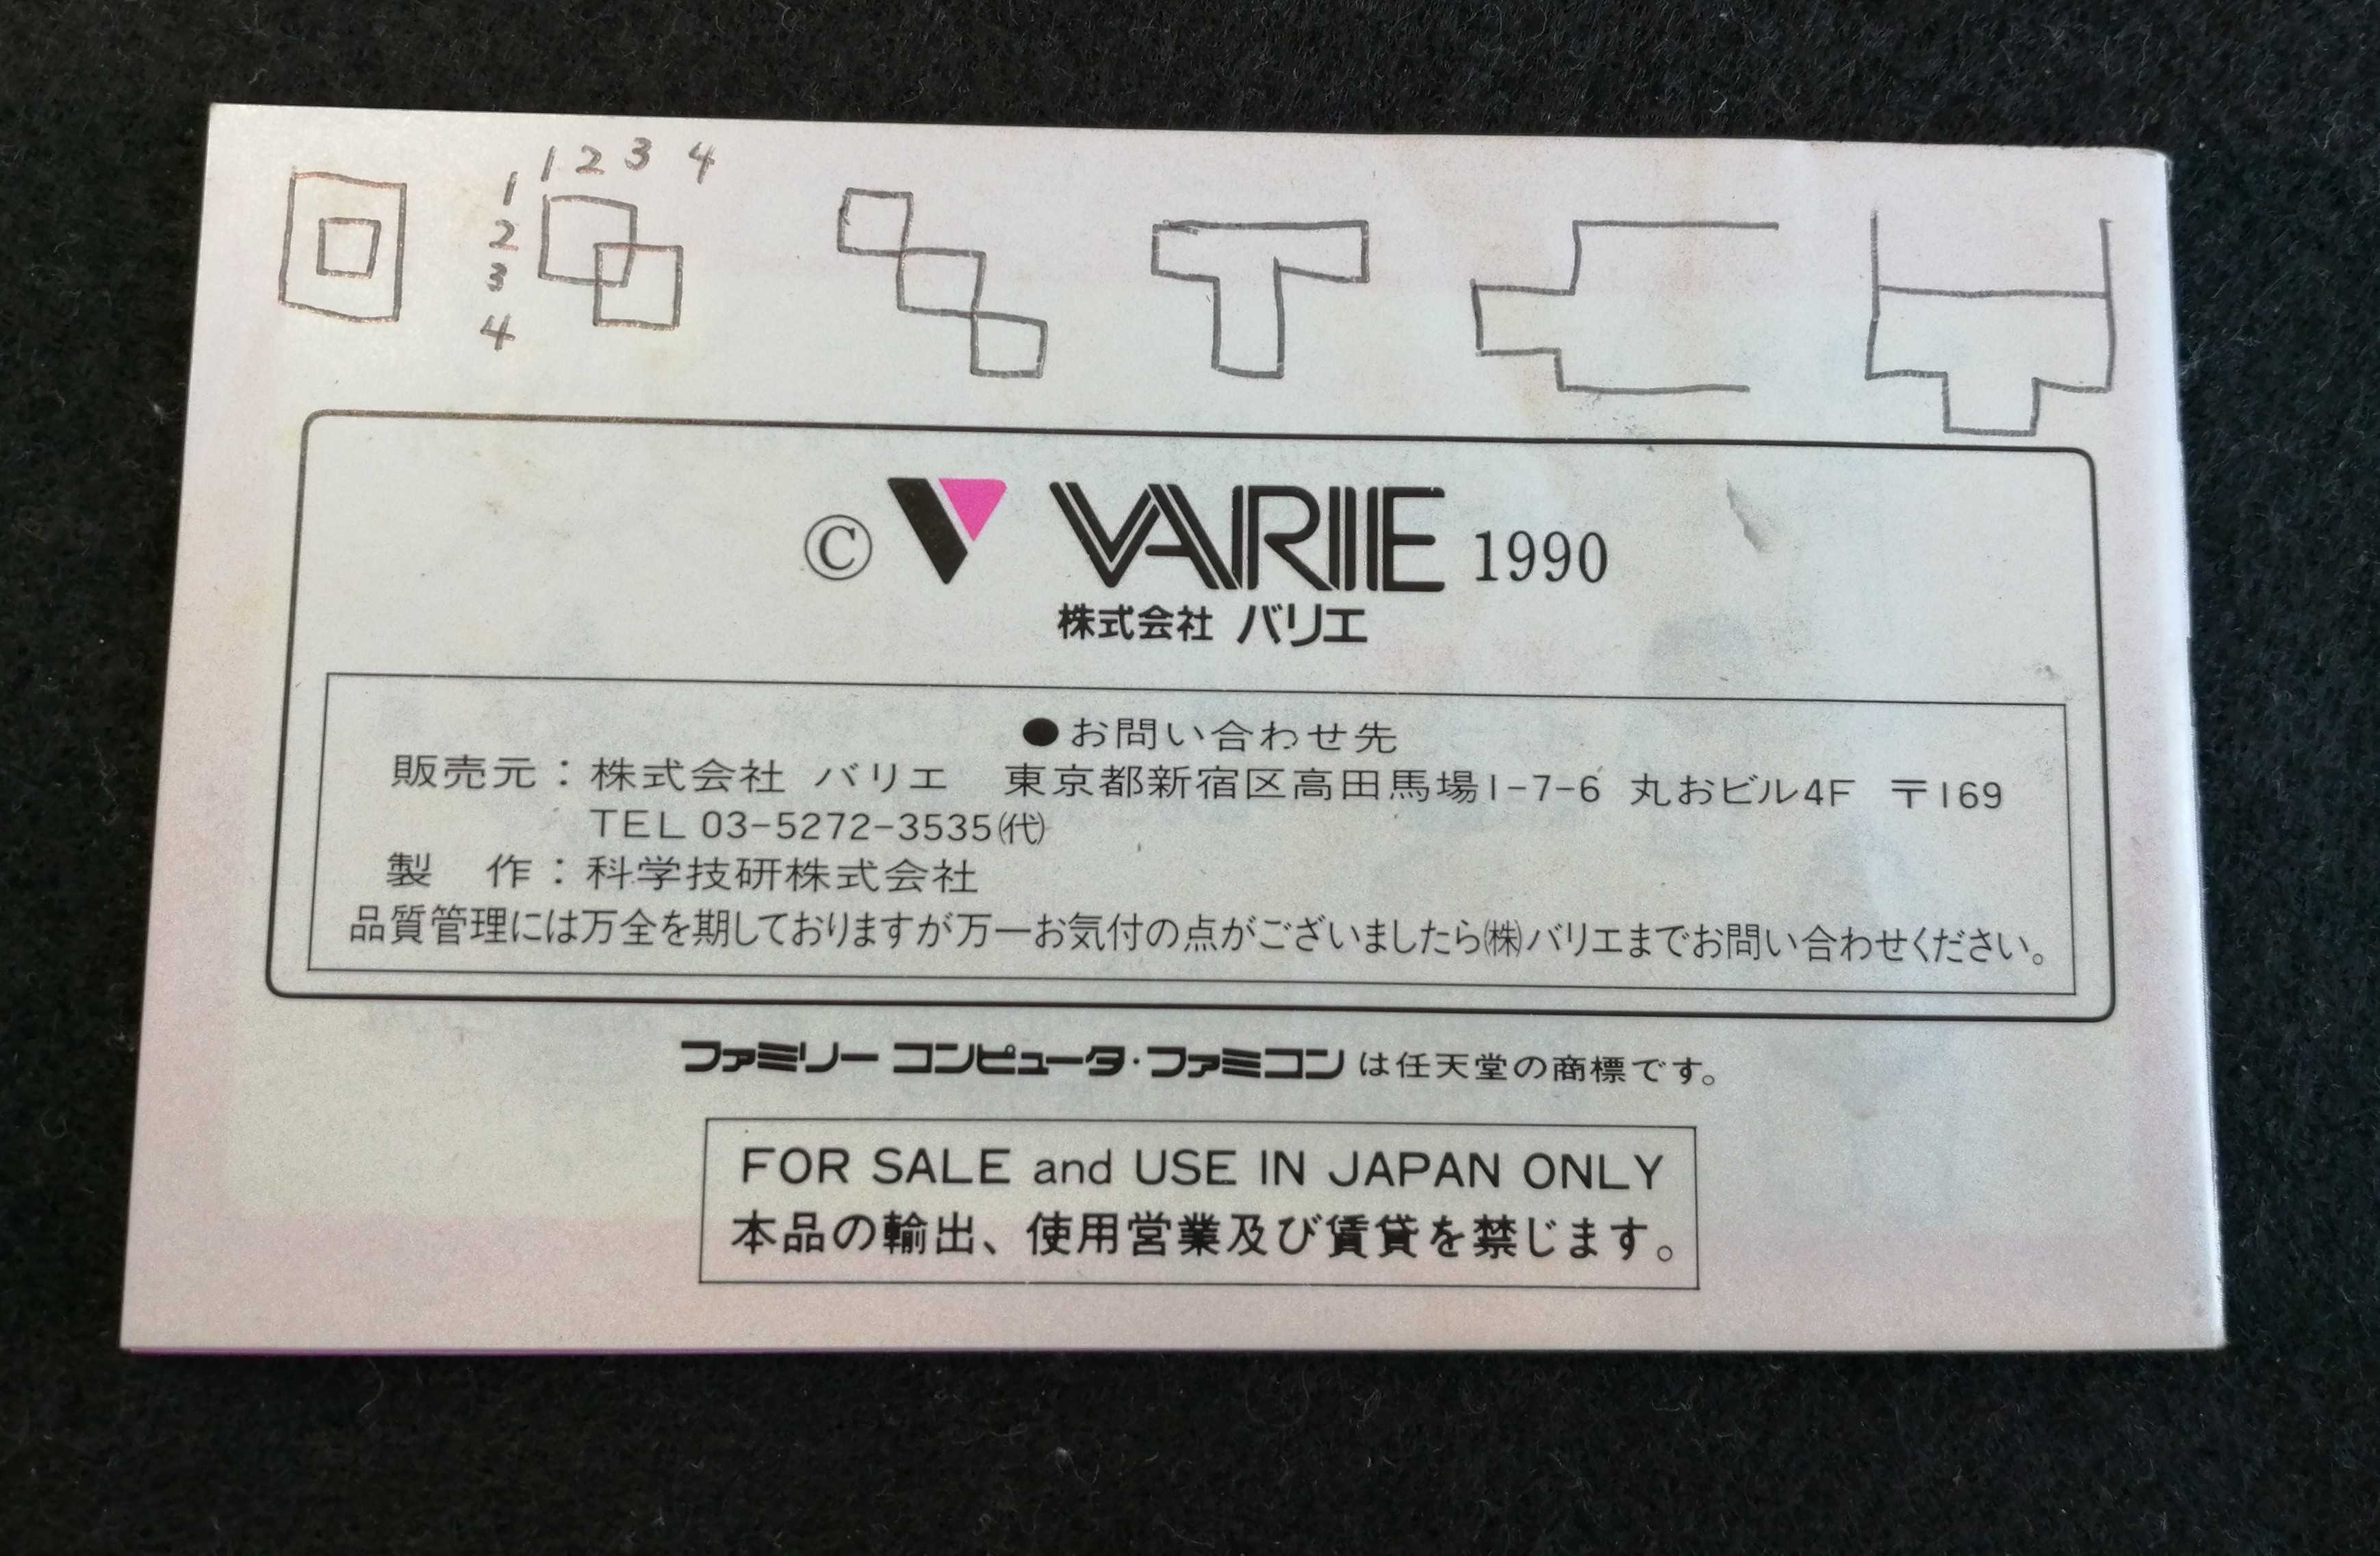 1 2 3 4
1
2
3
4
© VARIE 1990
株式会社 バリエ
●お問い合わせ先
販売元：株式会社 バリエ 東京都新宿区高田馬場1-7-6 丸おビル4F 〒169
TEL 03-5272-3535㈹
製 作：科学技研株式会社
品質管理には万全を期しておりますが万一お気付の点がございましたら㈱バリエまでお問い合わせください。
ファミリー コンピュータ・ファミコン は任天堂の商標です。
FOR SALE and USE IN JAPAN ONLY
本品の輸出、使用営業及び賃貸を禁じます。